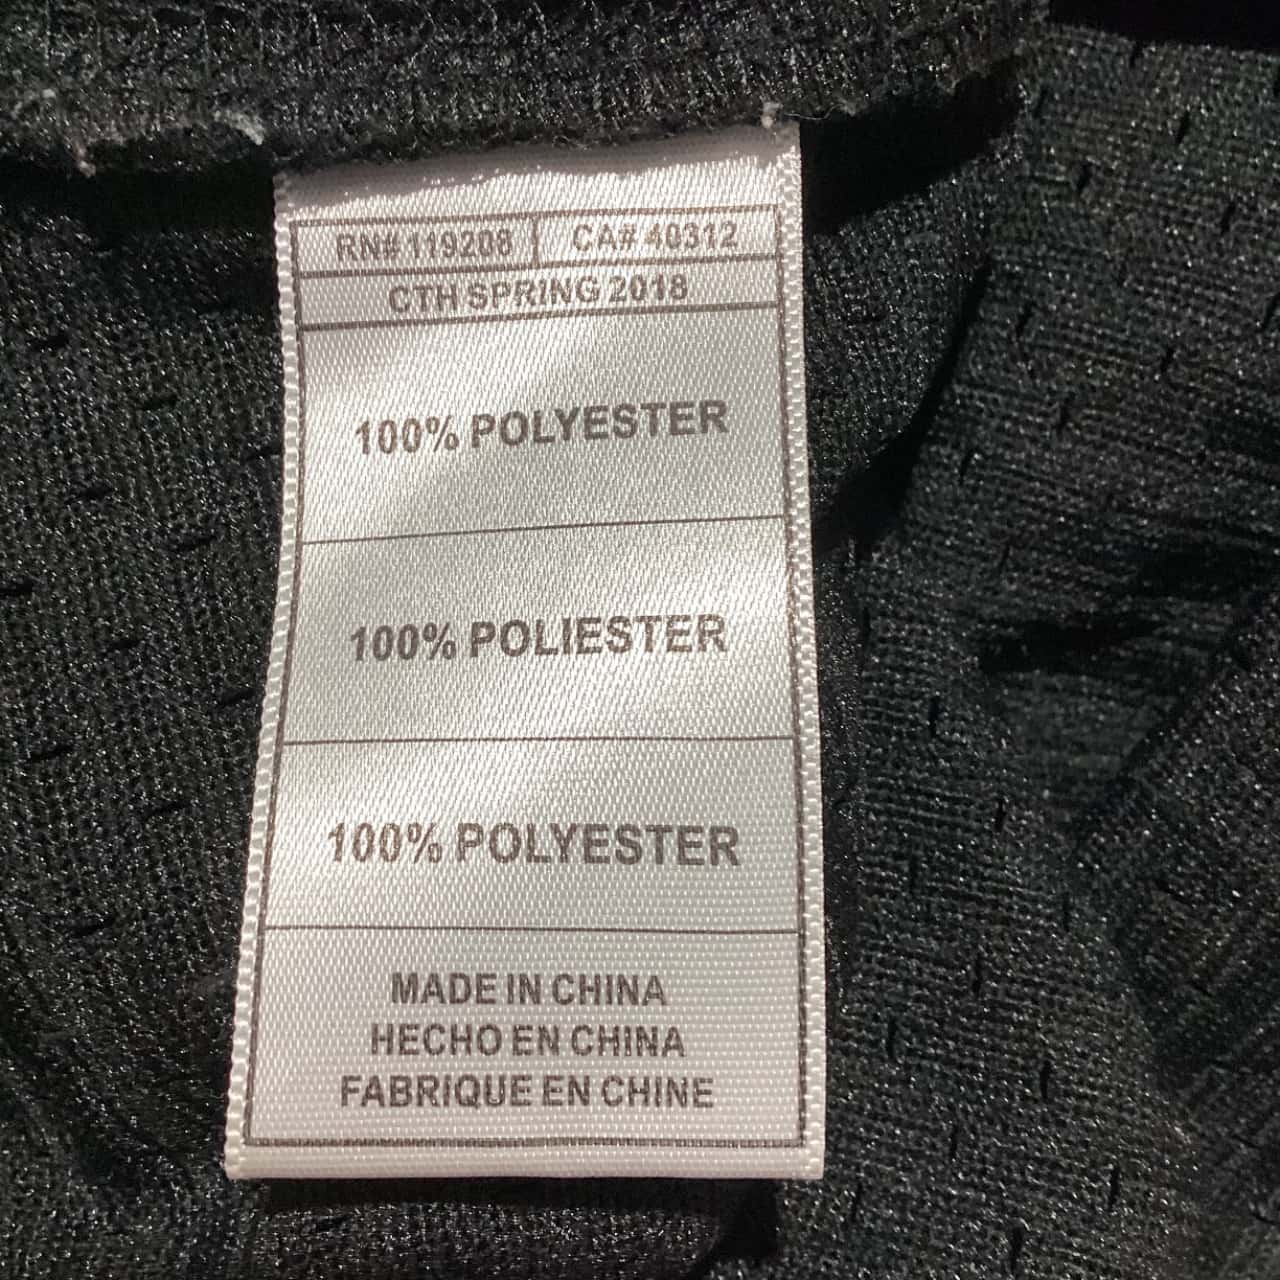 RN# 119208 CA# 40312
CTH SPRING 2018
100% POLYESTER
100% POLIESTER
100% POLYESTER
MADE IN CHINA
HECHO EN CHINA
FABRIQUE EN CHINE